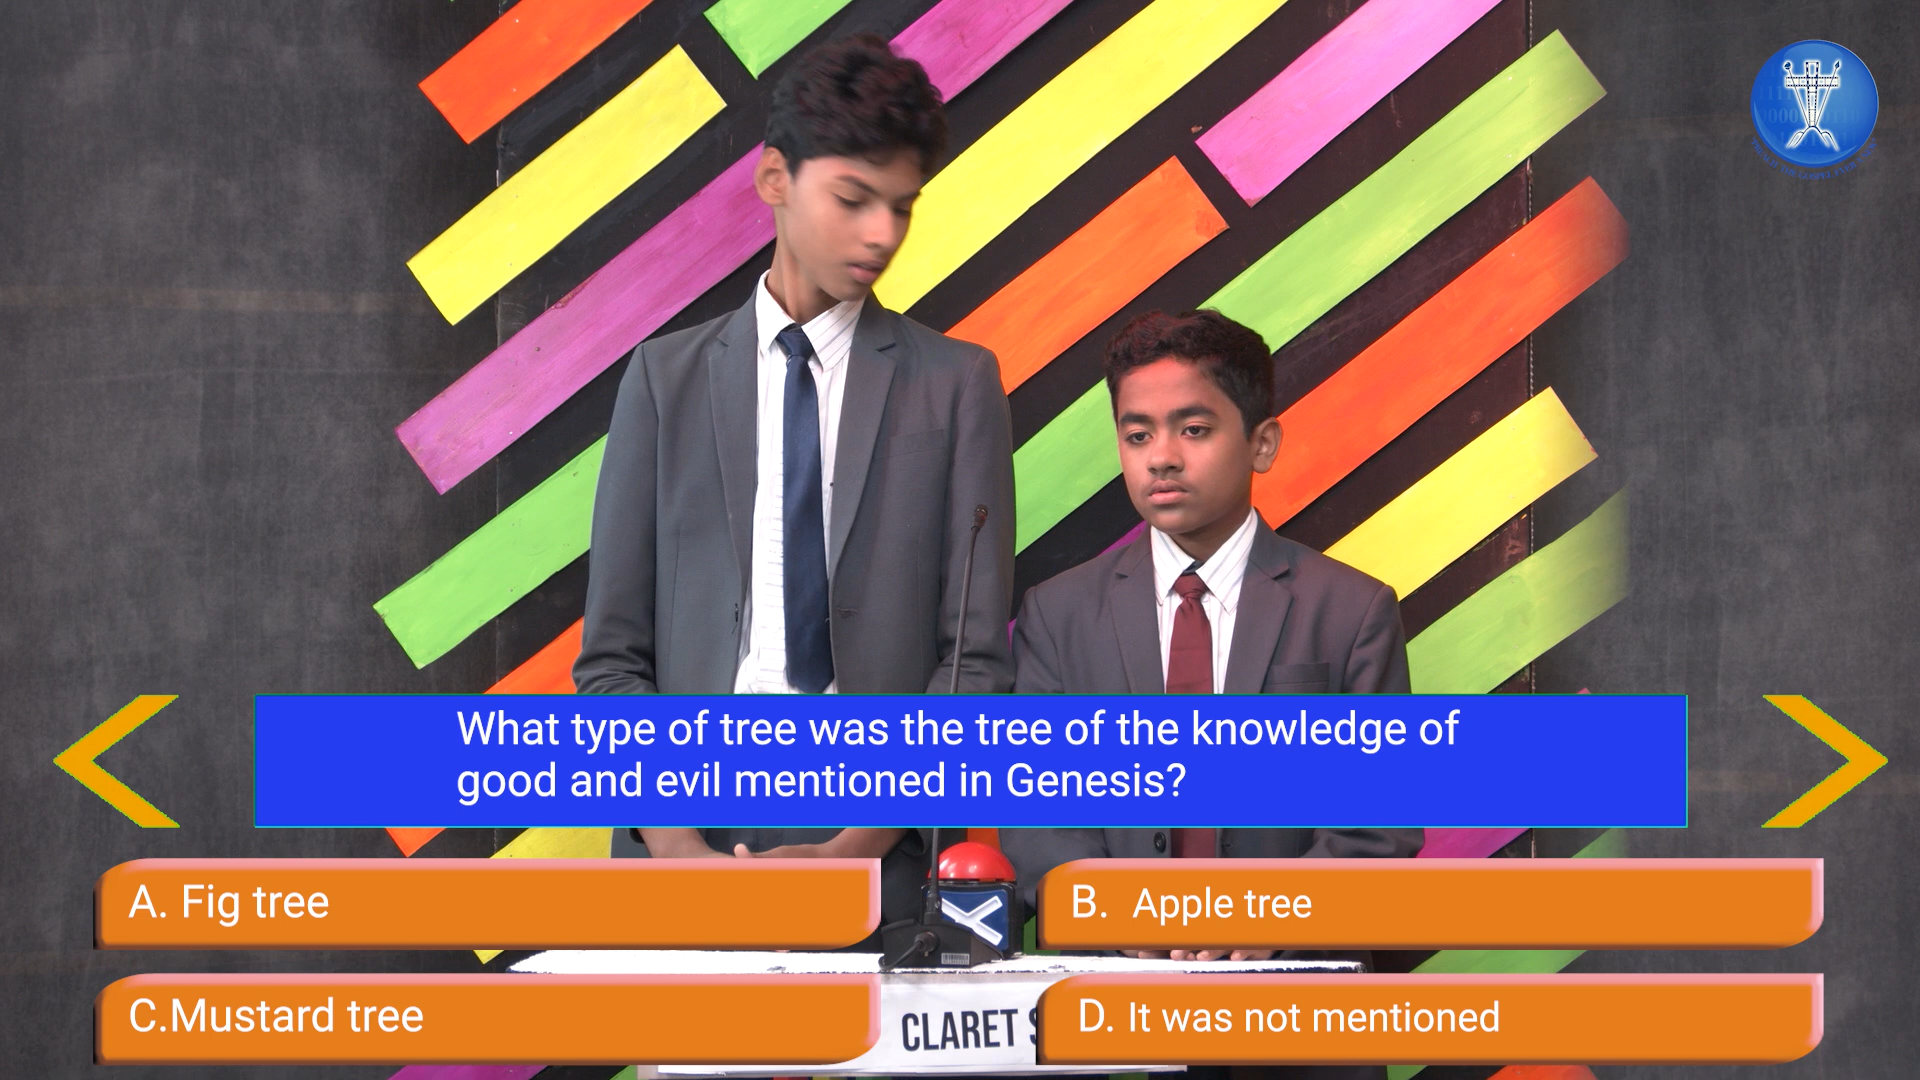 What type of tree was the tree of the knowledge of
good and evil mentioned in Genesis?
A. Fig tree
B. Apple tree
C.Mustard tree
D. It was not mentioned
CLARET